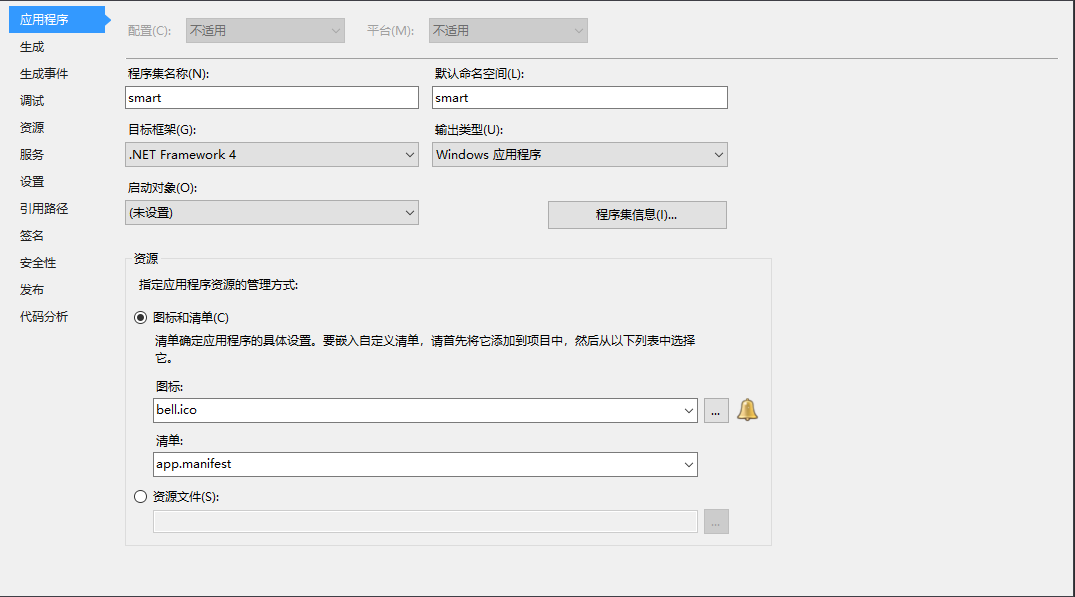 应用程序
生成
生成事件
调试
资源
服务
设置
引用路径
签名
安全性
发布
代码分析
配置(C): 不适用 平台(M): 不适用
程序集名称(N): 默认命名空间(L):
smart smart
目标框架(G): 输出类型(U):
.NET Framework 4 Windows 应用程序
启动对象(O):
(未设置) 程序集信息(I)...
资源
指定应用程序资源的管理方式:
图标和清单(C)
清单确定应用程序的具体设置。要嵌入自定义清单，请首先将它添加到项目中，然后从以下列表中选择
它。
图标:
bell.ico ...
清单:
app.manifest
资源文件(S):
...